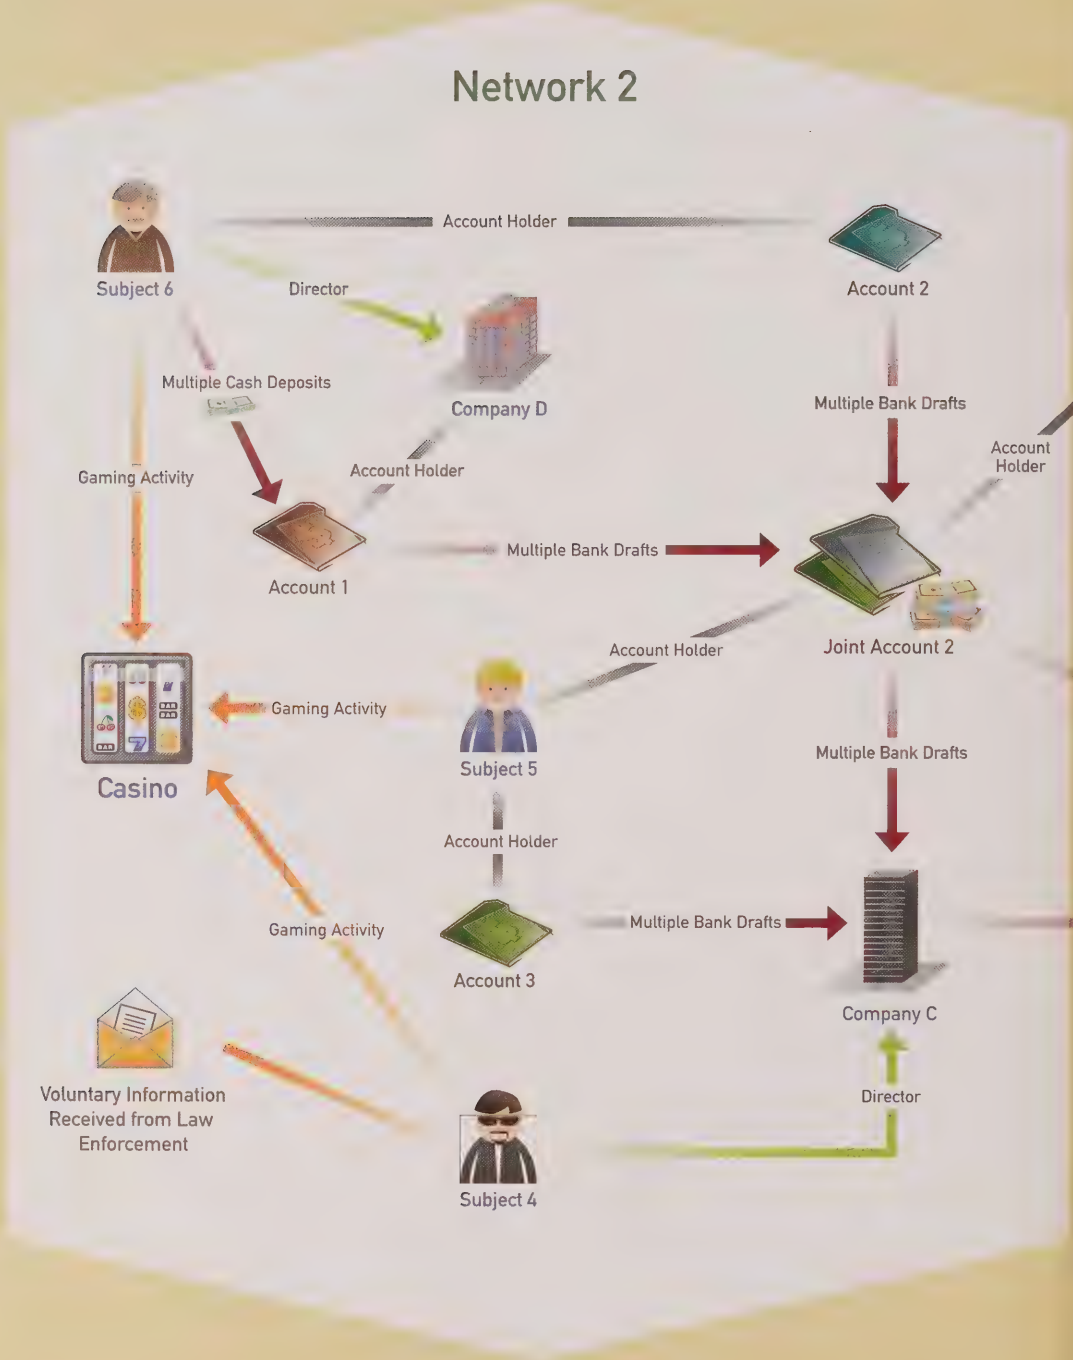 Network 2
Account Holder
Subject 6
Account 2
Director
Multiple Cash Deposits
Company D
Multiple Bank Drafts
Account
Holder
Gaming Activity
Account Holder
Account 1
Multiple Bank Drafts
Joint Account 2
Account Holder
Gaming Activity
Casino
Subject 5
Multiple Bank Drafts
Account Holder
Gaming Activity
Multiple Bank Drafts
Account 3
Company C
Voluntary Information
Received from Law
Enforcement
Director
Subject 4
BAR
7